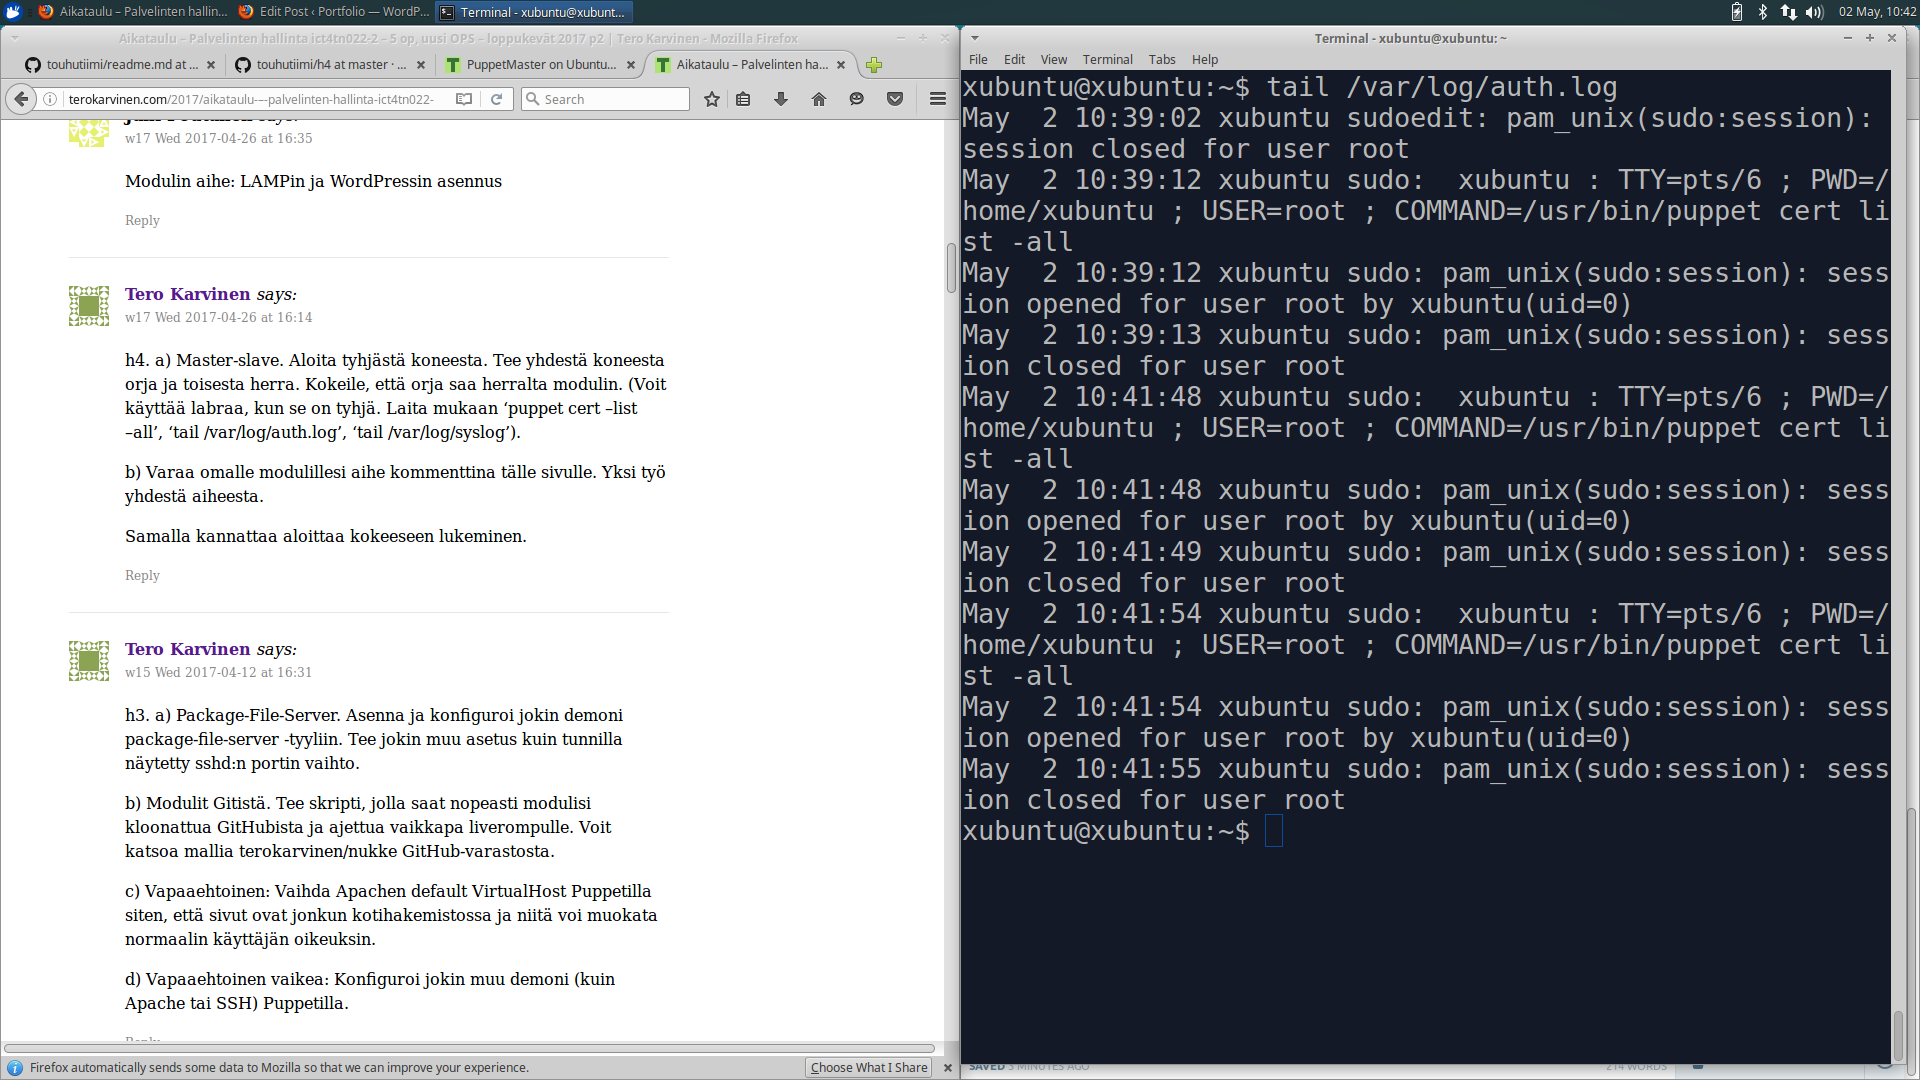 Aikataulu – Palvelinten hallin...
Edit Post ‹ Portfolio — WordP...
Terminal - xubuntu@xubunt...
02 May, 10:42
Aikataulu – Palvelinten hallinta ict4tn022-2 – 5 op, uusi OPS – loppukevät 2017 p2 | Tero Karvinen - Mozilla Firefox
touhutiimi/readme.md at ...
touhutiimi/h4 at master · ...
PuppetMaster on Ubuntu...
Aikataulu – Palvelinten ha...
terokarvinen.com/2017/aikataulu-–-palvelinten-hallinta-ict4tn022-
Search
says:
w17 Wed 2017-04-26 at 16:35
Modulin aihe: LAMPin ja WordPressin asennus
Reply
Tero Karvinen says:
w17 Wed 2017-04-26 at 16:14
h4. a) Master-slave. Aloita tyhjästä koneesta. Tee yhdestä koneesta
orja ja toisesta herra. Kokeile, että orja saa herralta modulin. (Voit
käyttää labraa, kun se on tyhjä. Laita mukaan ‘puppet cert –list
–all’, ‘tail /var/log/auth.log’, ‘tail /var/log/syslog’).
b) Varaa omalle modulillesi aihe kommenttina tälle sivulle. Yksi työ
yhdestä aiheesta.
Samalla kannattaa aloittaa kokeeseen lukeminen.
Reply
Tero Karvinen says:
w15 Wed 2017-04-12 at 16:31
h3. a) Package-File-Server. Asenna ja konfiguroi jokin demoni
package-file-server -tyyliin. Tee jokin muu asetus kuin tunnilla
näytetty sshd:n portin vaihto.
b) Modulit Gitistä. Tee skripti, jolla saat nopeasti modulisi
kloonattua GitHubista ja ajettua vaikkapa liverompulle. Voit
katsoa mallia terokarvinen/nukke GitHub-varastosta.
c) Vapaaehtoinen: Vaihda Apachen default VirtualHost Puppetilla
siten, että sivut ovat jonkun kotihakemistossa ja niitä voi muokata
normaalin käyttäjän oikeuksin.
d) Vapaaehtoinen vaikea: Konfiguroi jokin muu demoni (kuin
Apache tai SSH) Puppetilla.
Reply
Firefox automatically sends some data to Mozilla so that we can improve your experience.
Choose What I Share
Terminal - xubuntu@xubuntu: ~
File Edit View Terminal Tabs Help
xubuntu@xubuntu:~$ tail /var/log/auth.log
May  2 10:39:02 xubuntu sudoedit: pam_unix(sudo:session):
session closed for user root
May  2 10:39:12 xubuntu sudo:  xubuntu : TTY=pts/6 ; PWD=/
home/xubuntu ; USER=root ; COMMAND=/usr/bin/puppet cert li
st -all
May  2 10:39:12 xubuntu sudo: pam_unix(sudo:session): sess
ion opened for user root by xubuntu(uid=0)
May  2 10:39:13 xubuntu sudo: pam_unix(sudo:session): sess
ion closed for user root
May  2 10:41:48 xubuntu sudo:  xubuntu : TTY=pts/6 ; PWD=/
home/xubuntu ; USER=root ; COMMAND=/usr/bin/puppet cert li
st -all
May  2 10:41:48 xubuntu sudo: pam_unix(sudo:session): sess
ion opened for user root by xubuntu(uid=0)
May  2 10:41:49 xubuntu sudo: pam_unix(sudo:session): sess
ion closed for user root
May  2 10:41:54 xubuntu sudo:  xubuntu : TTY=pts/6 ; PWD=/
home/xubuntu ; USER=root ; COMMAND=/usr/bin/puppet cert li
st -all
May  2 10:41:54 xubuntu sudo: pam_unix(sudo:session): sess
ion opened for user root by xubuntu(uid=0)
May  2 10:41:55 xubuntu sudo: pam_unix(sudo:session): sess
ion closed for user root
xubuntu@xubuntu:~$
SAVED 3 MINUTES AGO
214 WORDS